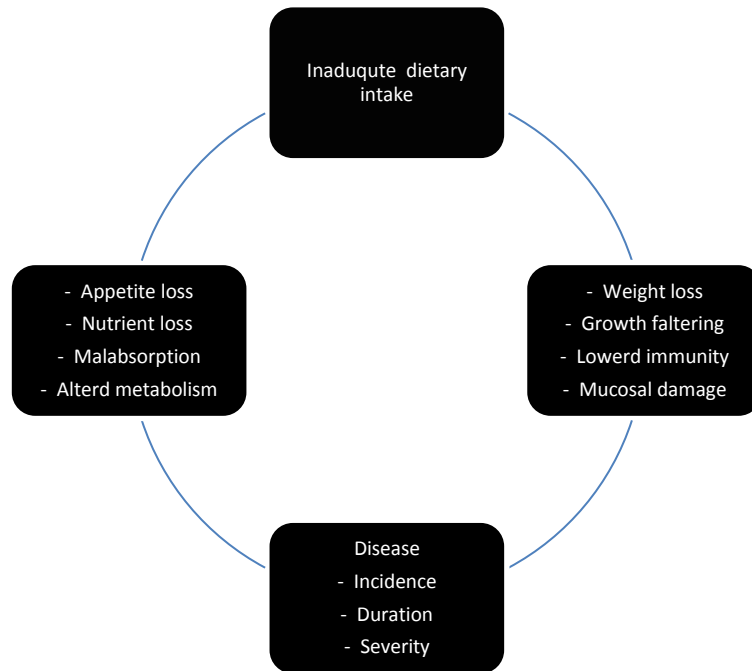 Inaduqute dietary
intake
- Appetite loss
- Nutrient loss
- Malabsorption
- Alterd metabolism
- Weight loss
- Growth faltering
- Lowerd immunity
- Mucosal damage
Disease
- Incidence
- Duration
- Severity